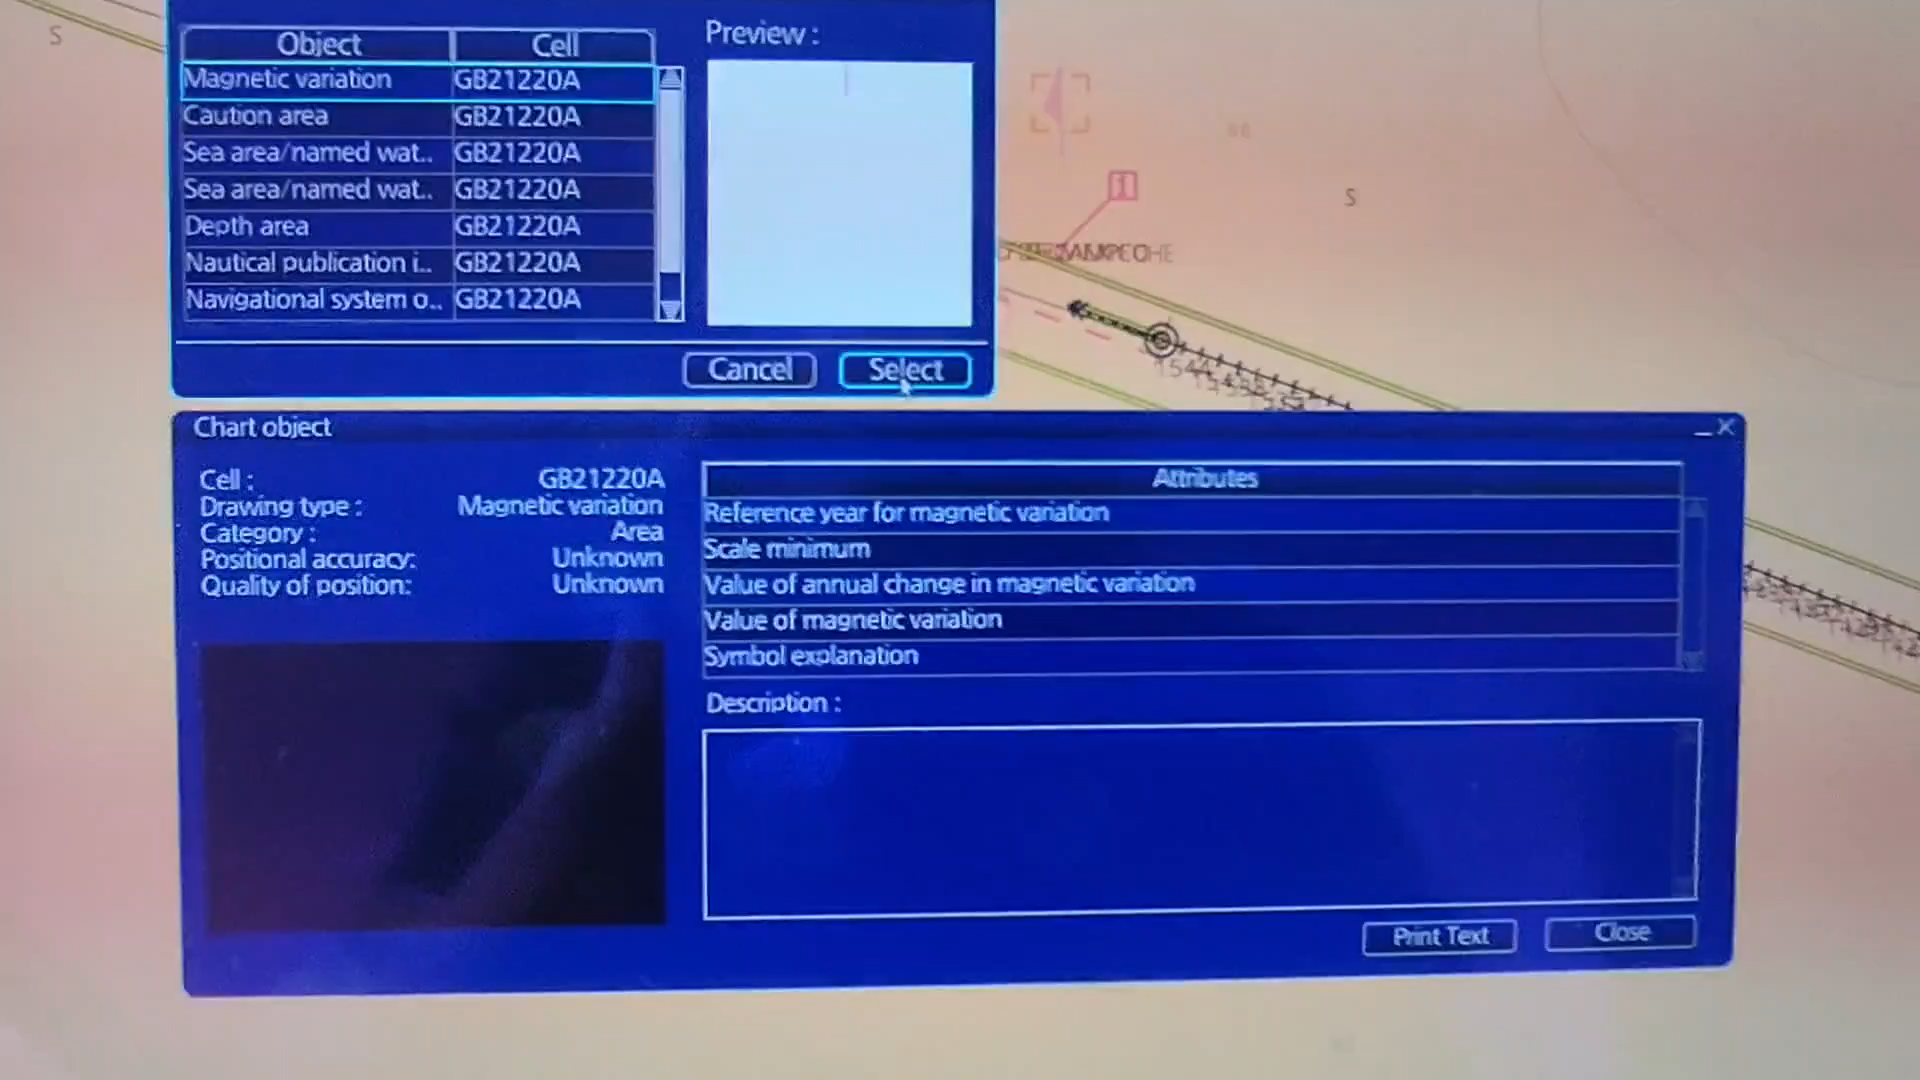 S
Object Cell
Preview :
Magnetic variation GB21220A
Caution area GB21220A
Sea area/named wat.. GB21220A
Sea area/named wat.. GB21220A
Depth area GB21220A
Nautical publication i.. GB21220A
Navigational system o.. GB21220A
1
S
Cancel
Select
Chart object
Cell : GB21220A
Drawing type : Magnetic variation
Category : Area
Positional accuracy: Unknown
Quality of position: Unknown
Attributes
Reference year for magnetic variation
Scale minimum
Value of annual change in magnetic variation
Value of magnetic variation
Symbol explanation
Description :
Print Text
Close